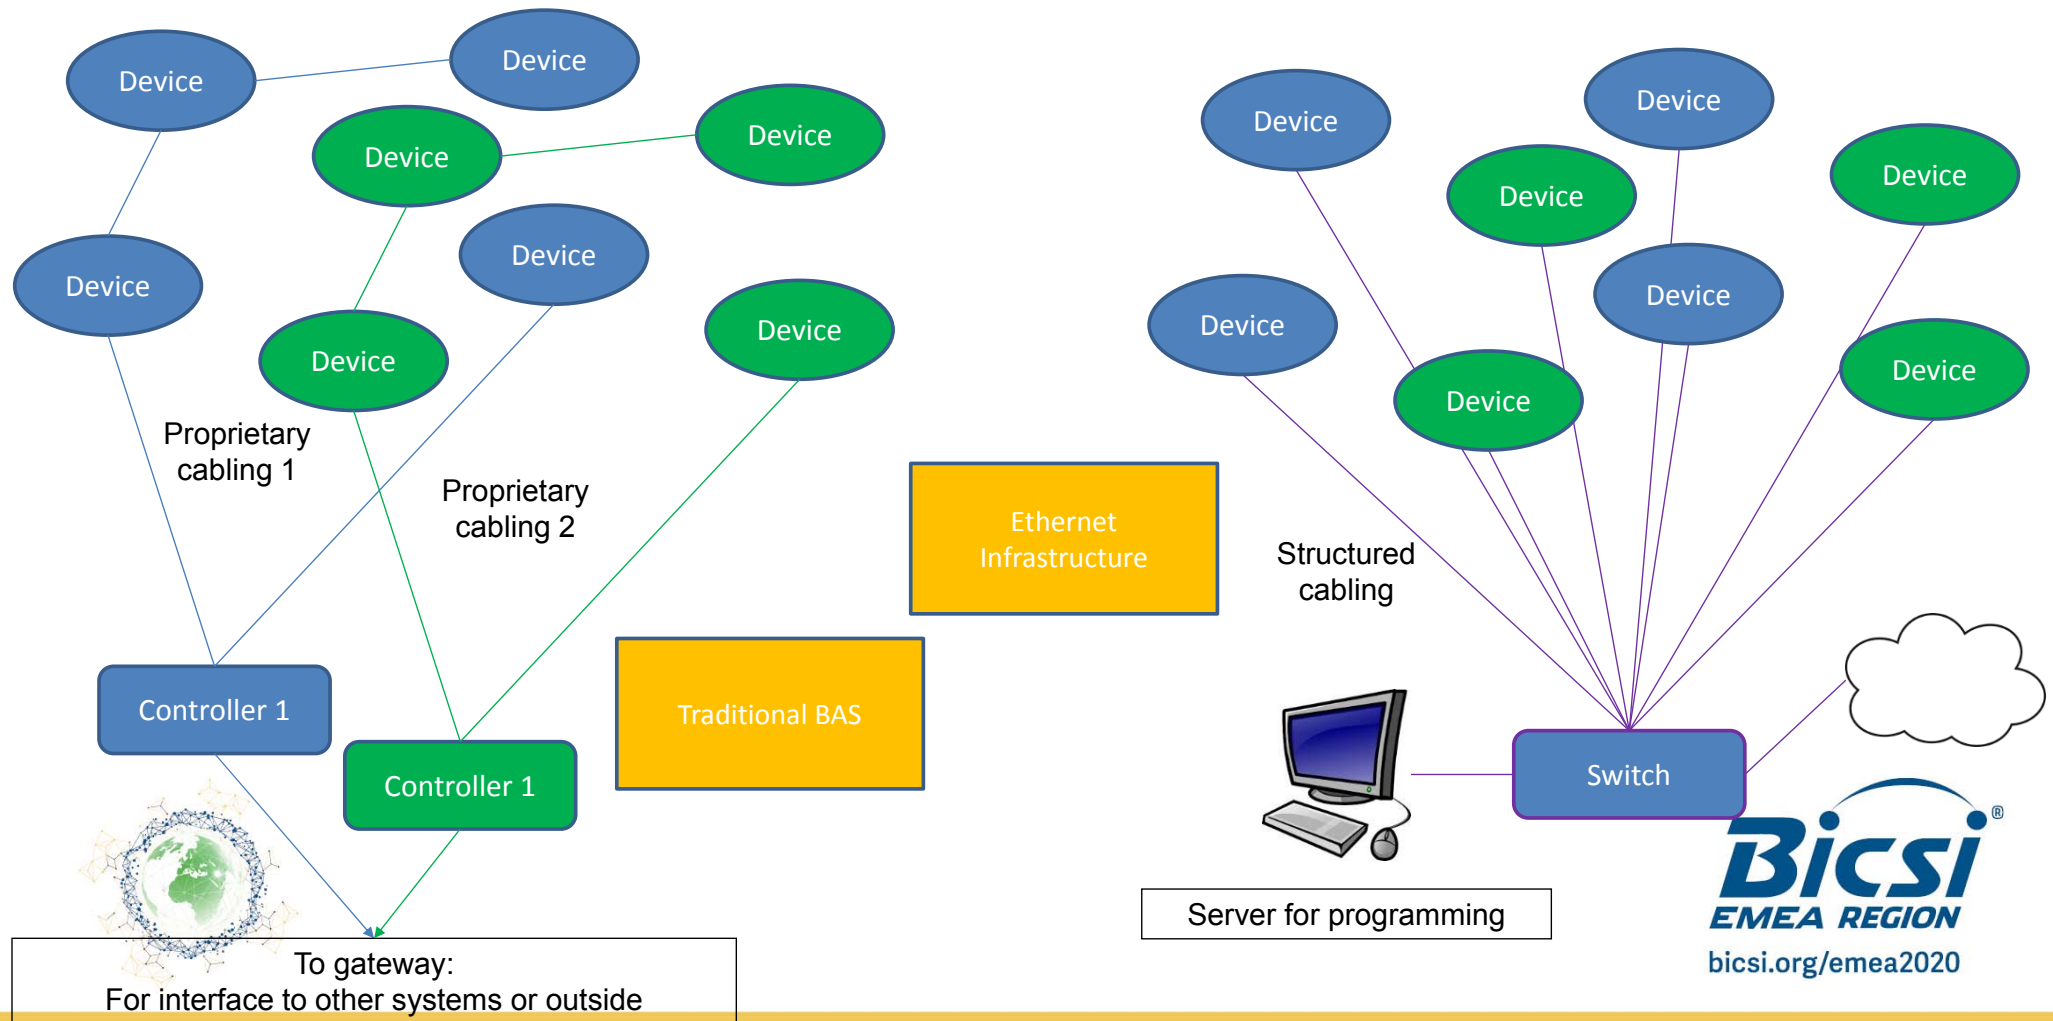 Device
Device
Device
Device
Device
Device
Device
Device
Proprietary
cabling 1
Proprietary
cabling 2
Controller 1
Controller 1
To gateway:
For interface to other systems or outside
Traditional BAS
Ethernet
Infrastructure
Device
Device
Device
Device
Device
Device
Device
Device
Structured
cabling
Switch
Server for programming
Bicsi®
EMEA REGION
bicsi.org/emea2020